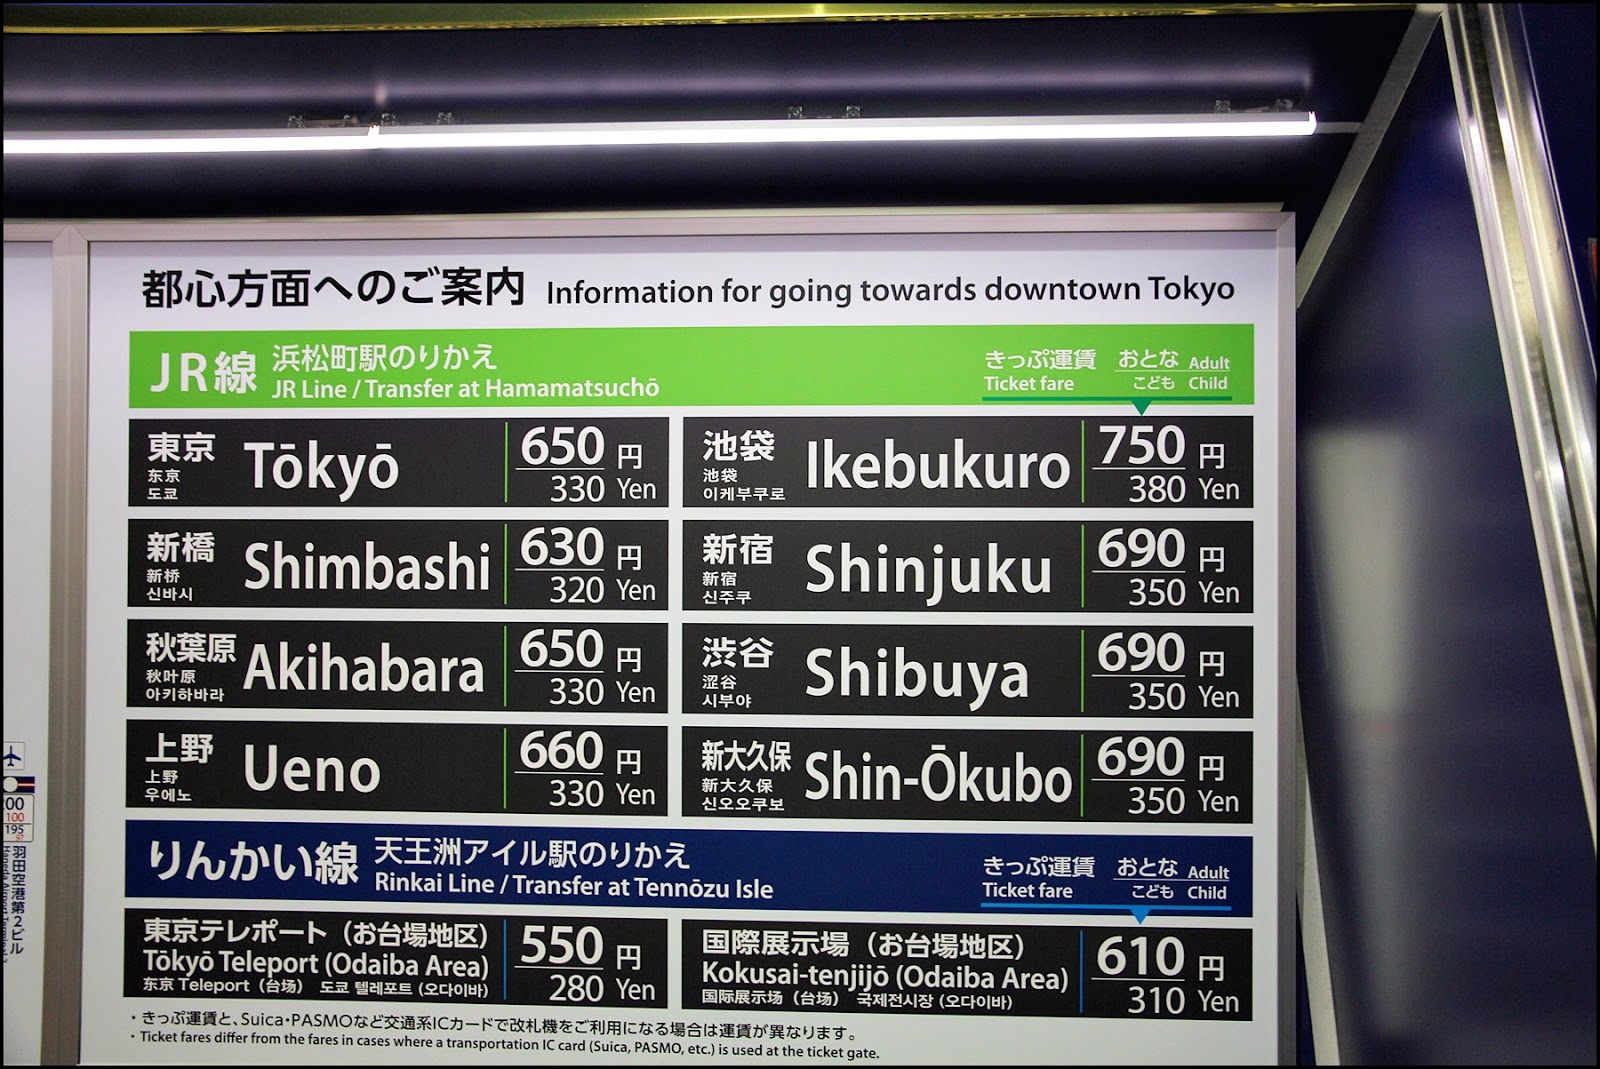 都心方面へのご案内 Information for going towards downtown Tokyo
JR線 浜松町駅のりかえ
JR Line / Transfer at Hamamatsuchō
きっぷ運賃 おとな Adult
Ticket fare こども Child
東京
东京
도쿄
Tōkyō
650 円
330 Yen
池袋
池袋
이케부쿠로
Ikebukuro
750 円
380 Yen
新橋
新桥
신바시
Shimbashi
630 円
320 Yen
新宿
新宿
신주쿠
Shinjuku
690 円
350 Yen
秋葉原
秋叶原
아키하바라
Akihabara
650 円
330 Yen
渋谷
涩谷
시부야
Shibuya
690 円
350 Yen
上野
上野
우에노
Ueno
660 円
330 Yen
新大久保
新大久保
신오오쿠보
Shin-Ōkubo
690 円
350 Yen
りんかい線 天王洲アイル駅のりかえ
Rinkai Line / Transfer at Tennōzu Isle
きっぷ運賃 おとな Adult
Ticket fare こども Child
東京テレポート（お台場地区）
Tōkyō Teleport (Odaiba Area)
东京 Teleport（台场） 도쿄 텔레포트 (오다이바)
550 円
280 Yen
国際展示場（お台場地区）
Kokusai-tenjijō (Odaiba Area)
国际展示场（台场） 국제전시장 (오다이바)
610 円
310 Yen
・きっぷ運賃と、Suica・PASMOなど交通系ICカードで改札機をご利用になる場合は運賃が異なります。
・Ticket fares differ from the fares in cases where a transportation IC card (Suica, PASMO, etc.) is used at the ticket gate.
00
100
195
97
羽田空港第2ビル